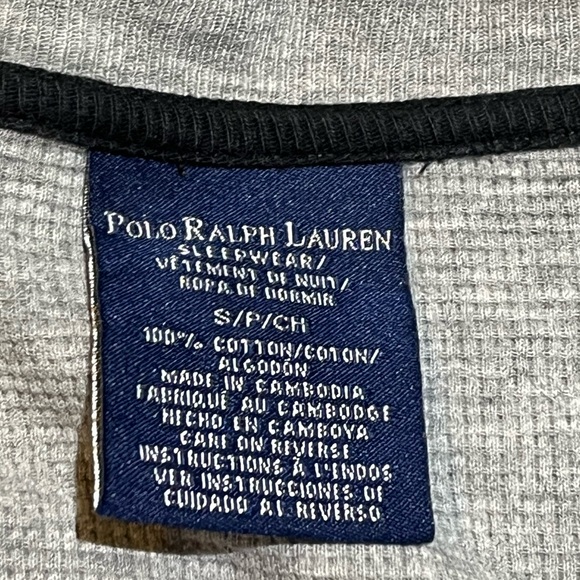 POLO RALPH LAUREN
SLEEPWEAR/
VÊTEMENT DE NUIT/
ROPA DE DORMIR
S/P/CH
100% COTTON/COTON/
ALGODÓN
MADE IN CAMBODIA
FABRIQUÉ AU CAMBODGE
HECHO EN CAMBOYA
CARE ON REVERSE
INSTRUCTIONS À L'ENDOS
VER INSTRUCCIONES DE
CUIDADO AL REVERSO